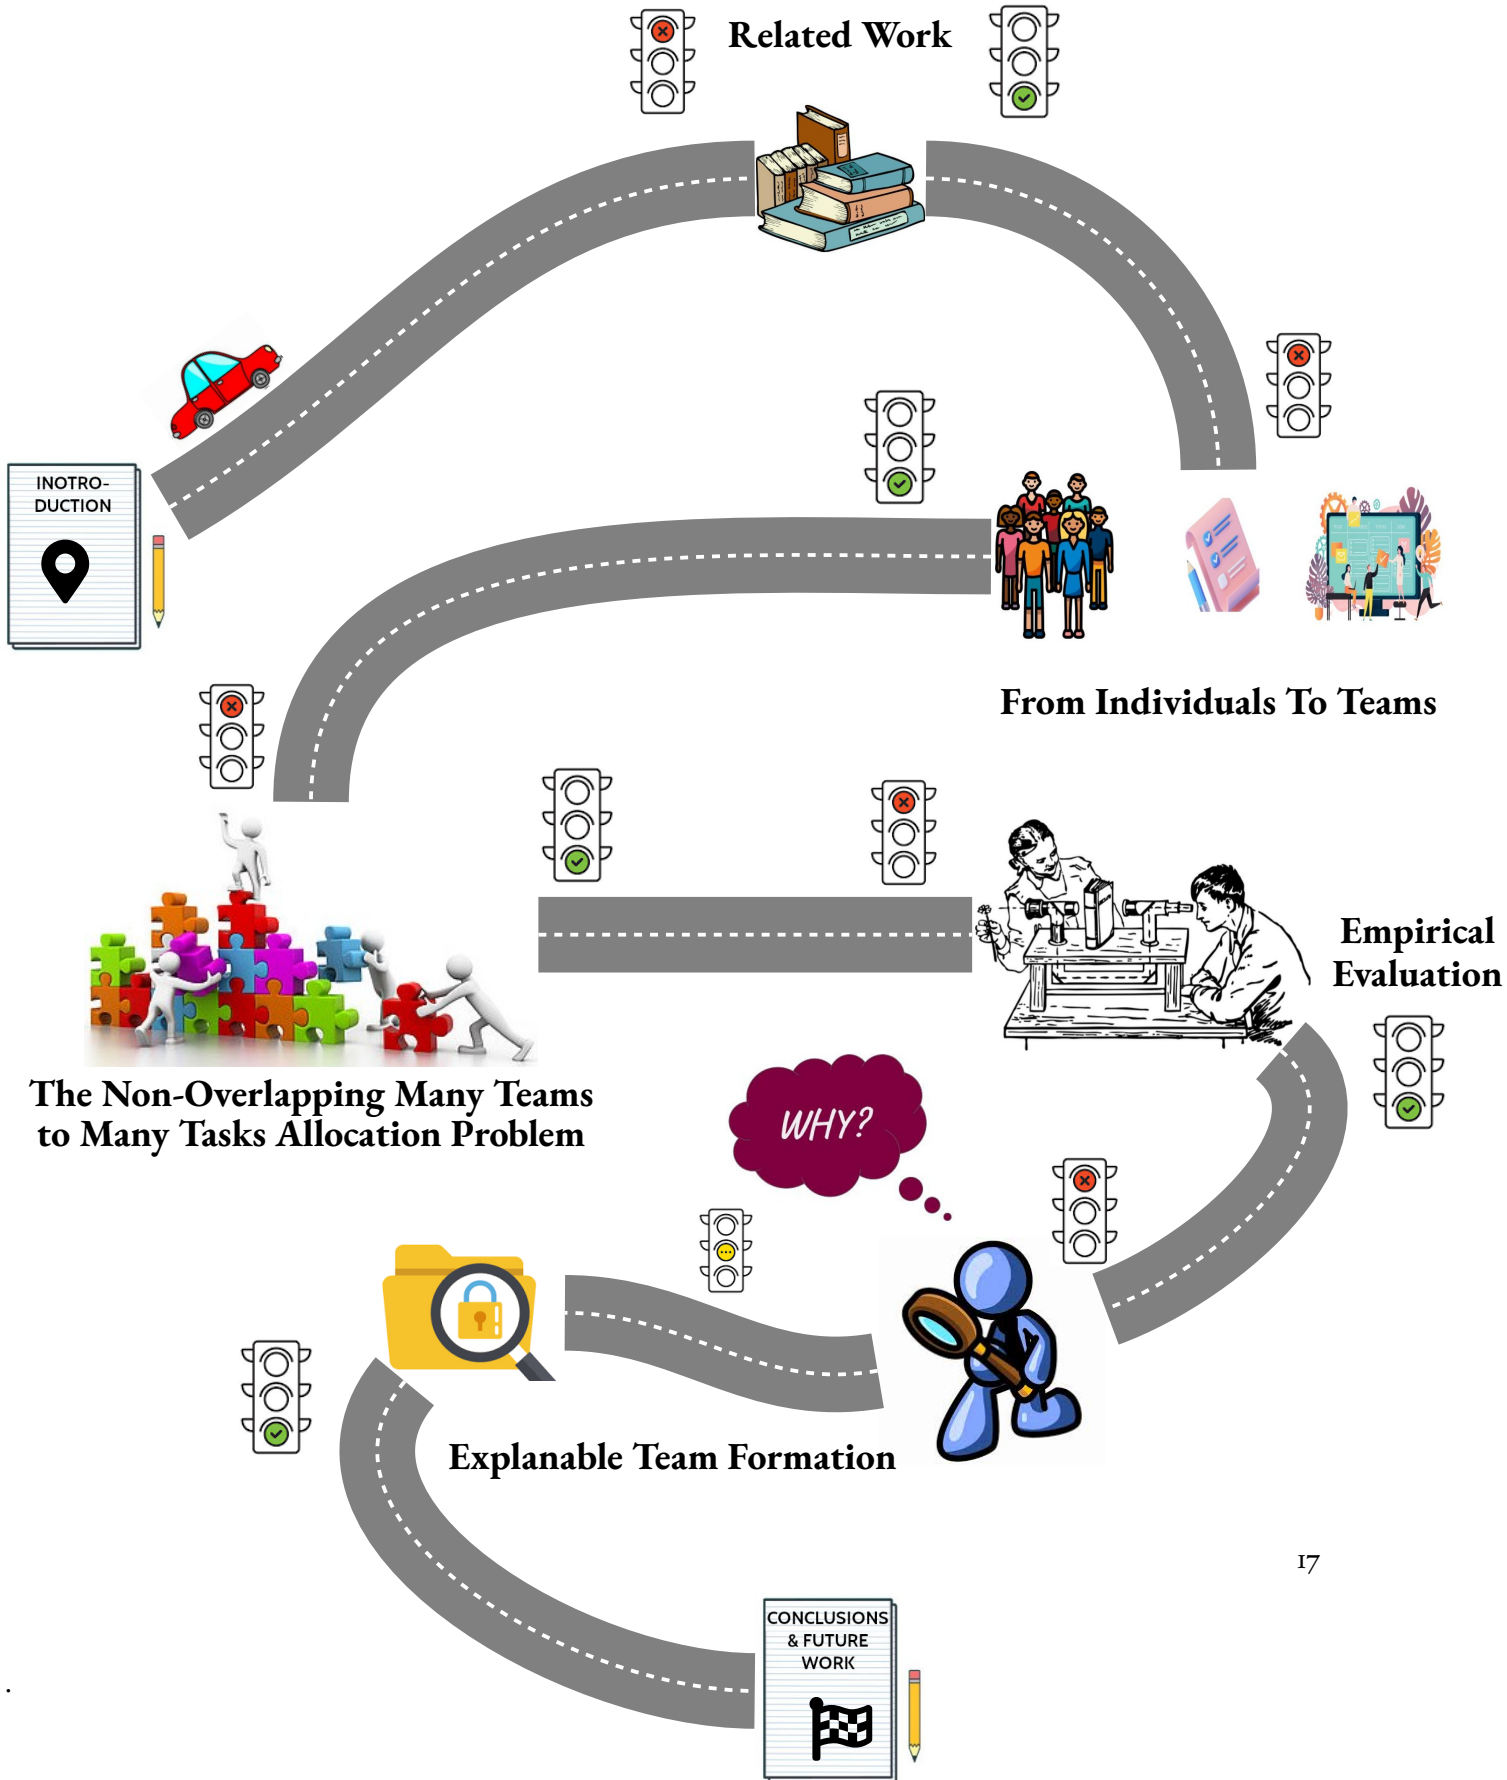 Related Work
INOTRO-
DUCTION
From Individuals To Teams
Empirical
Evaluation
The Non-Overlapping Many Teams
to Many Tasks Allocation Problem
WHY?
Explanable Team Formation
17
CONCLUSIONS
& FUTURE
WORK
.